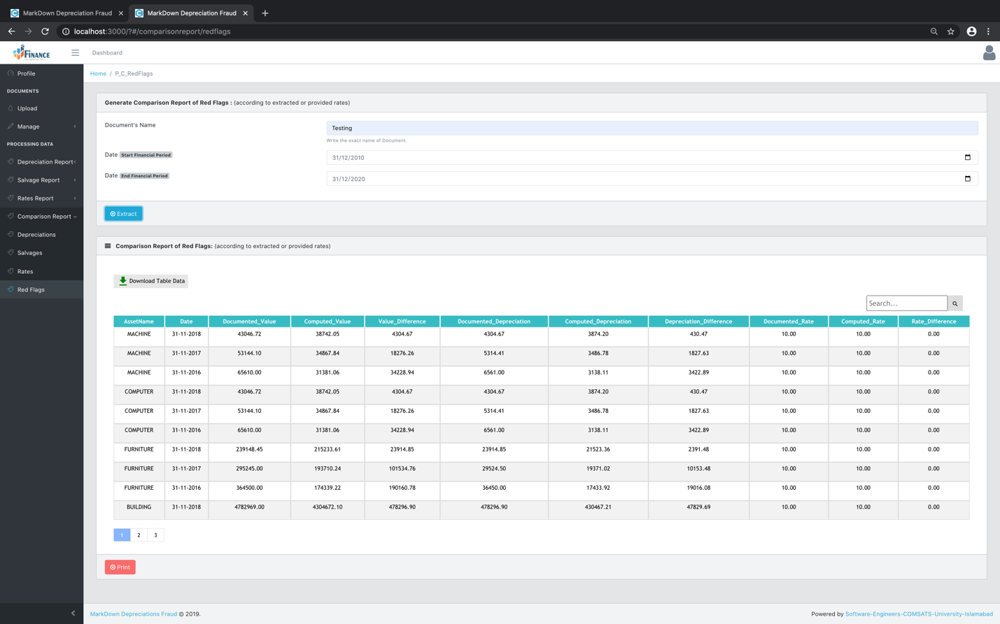 MarkDown Depreciation Fraud
MarkDown Depreciation Fraud
localhost:3000/?#/comparisonreport/redflags
FINANCE
Dashboard
Profile
DOCUMENTS
Upload
Manage
PROCESSING DATA
Depreciation Report
Salvage Report
Rates Report
Comparison Report
Depreciations
Salvages
Rates
Red Flags
Home / P_C_RedFlags
Generate Comparison Report of Red Flags : (according to extracted or provided rates)
Document's Name
Testing
Write the exact name of Document.
Date Start Financial Period
31/12/2010
Date End Financial Period
31/12/2020
Extract
Comparison Report of Red Flags: (according to extracted or provided rates)
Download Table Data
Search...
AssetName Date Documented_Value Computed_Value Value_Difference Documented_Depreciation Computed_Depreciation Depreciation_Difference Documented_Rate Computed_Rate Rate_Difference
MACHINE 31-11-2018 43046.72 38742.05 4304.67 4304.67 3874.20 430.47 10.00 10.00 0.00
MACHINE 31-11-2017 53144.10 34867.84 18276.26 5314.41 3486.78 1827.63 10.00 10.00 0.00
MACHINE 31-11-2016 65610.00 31381.06 34228.94 6561.00 3138.11 3422.89 10.00 10.00 0.00
COMPUTER 31-11-2018 43046.72 38742.05 4304.67 4304.67 3874.20 430.47 10.00 10.00 0.00
COMPUTER 31-11-2017 53144.10 34867.84 18276.26 5314.41 3486.78 1827.63 10.00 10.00 0.00
COMPUTER 31-11-2016 65610.00 31381.06 34228.94 6561.00 3138.11 3422.89 10.00 10.00 0.00
FURNITURE 31-11-2018 239148.45 215233.61 23914.85 23914.85 21523.36 2391.48 10.00 10.00 0.00
FURNITURE 31-11-2017 295245.00 193710.24 101534.76 29524.50 19371.02 10153.48 10.00 10.00 0.00
FURNITURE 31-11-2016 364500.00 174339.22 190160.78 36450.00 17433.92 19016.08 10.00 10.00 0.00
BUILDING 31-11-2018 4782969.00 4304672.10 478296.90 478296.90 430467.21 47829.69 10.00 10.00 0.00
1 2 3
Print
MarkDown Depreciations Fraud © 2019.
Powered by Software-Engineers-COMSATS-University-Islamabad